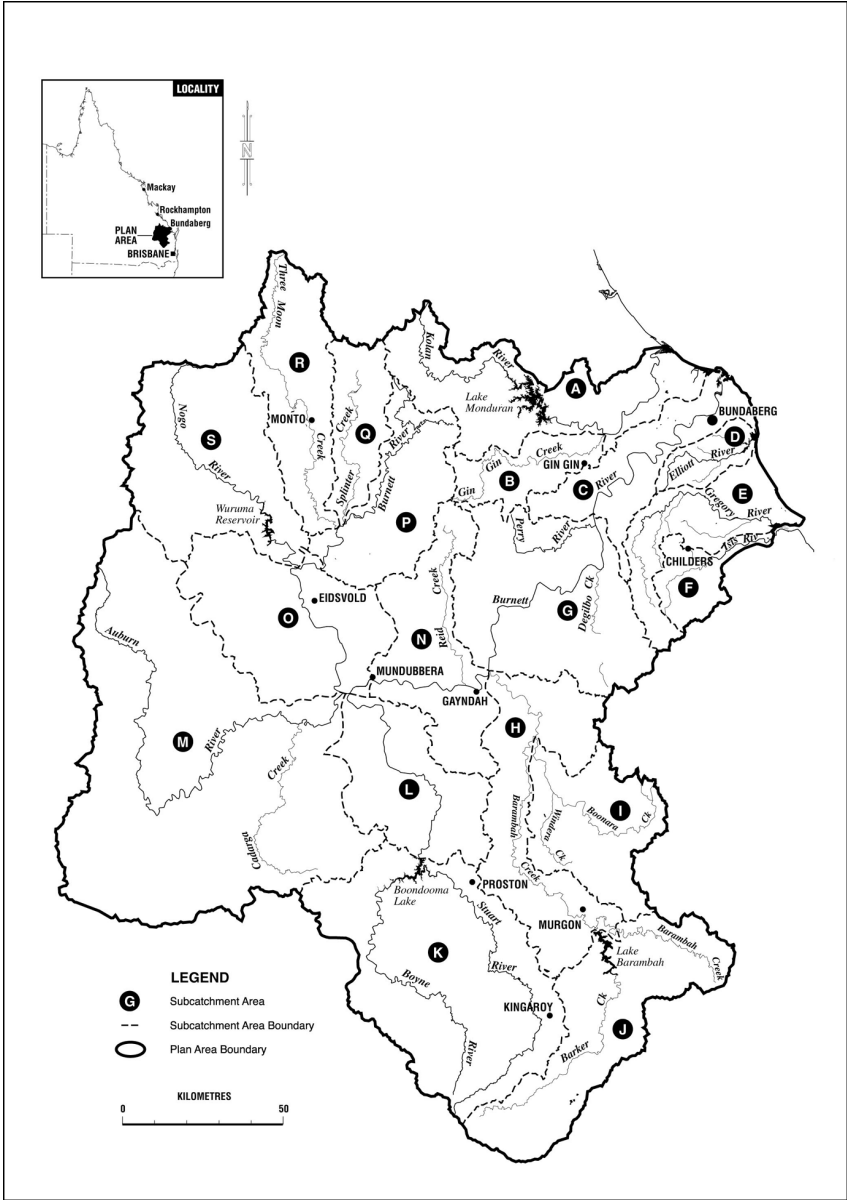 LOCALITY
N
Mackay
Rockhampton
Bundaberg
PLAN
AREA
BRISBANE
Three Moon Creek
Kolan River
R
A
Lake
Monduran
Nogo River
MONTO
Splinter Creek
Q
Burnett River
BUNDABERG
S
D
Gin Gin Creek
GIN GIN
B
C
River
Elliott River
E
Gregory River
Wuruma
Reservoir
P
Perry River
Isis Riv
CHILDERS
F
EIDSVOLD
O
Reid Creek
Burnett
G
Degilbo Ck
Auburn River
N
MUNDUBBERA
GAYNDAH
M
H
Cadarga Creek
L
Barambah Creek
Windera Ck
Boonara Ck
I
Boondooma
Lake
PROSTON
Stuart River
MURGON
Barambah Creek
Lake
Barambah
K
Boyne River
KINGAROY
Barker Ck
J
LEGEND
G
Subcatchment Area
Subcatchment Area Boundary
Plan Area Boundary
KILOMETRES
0 50